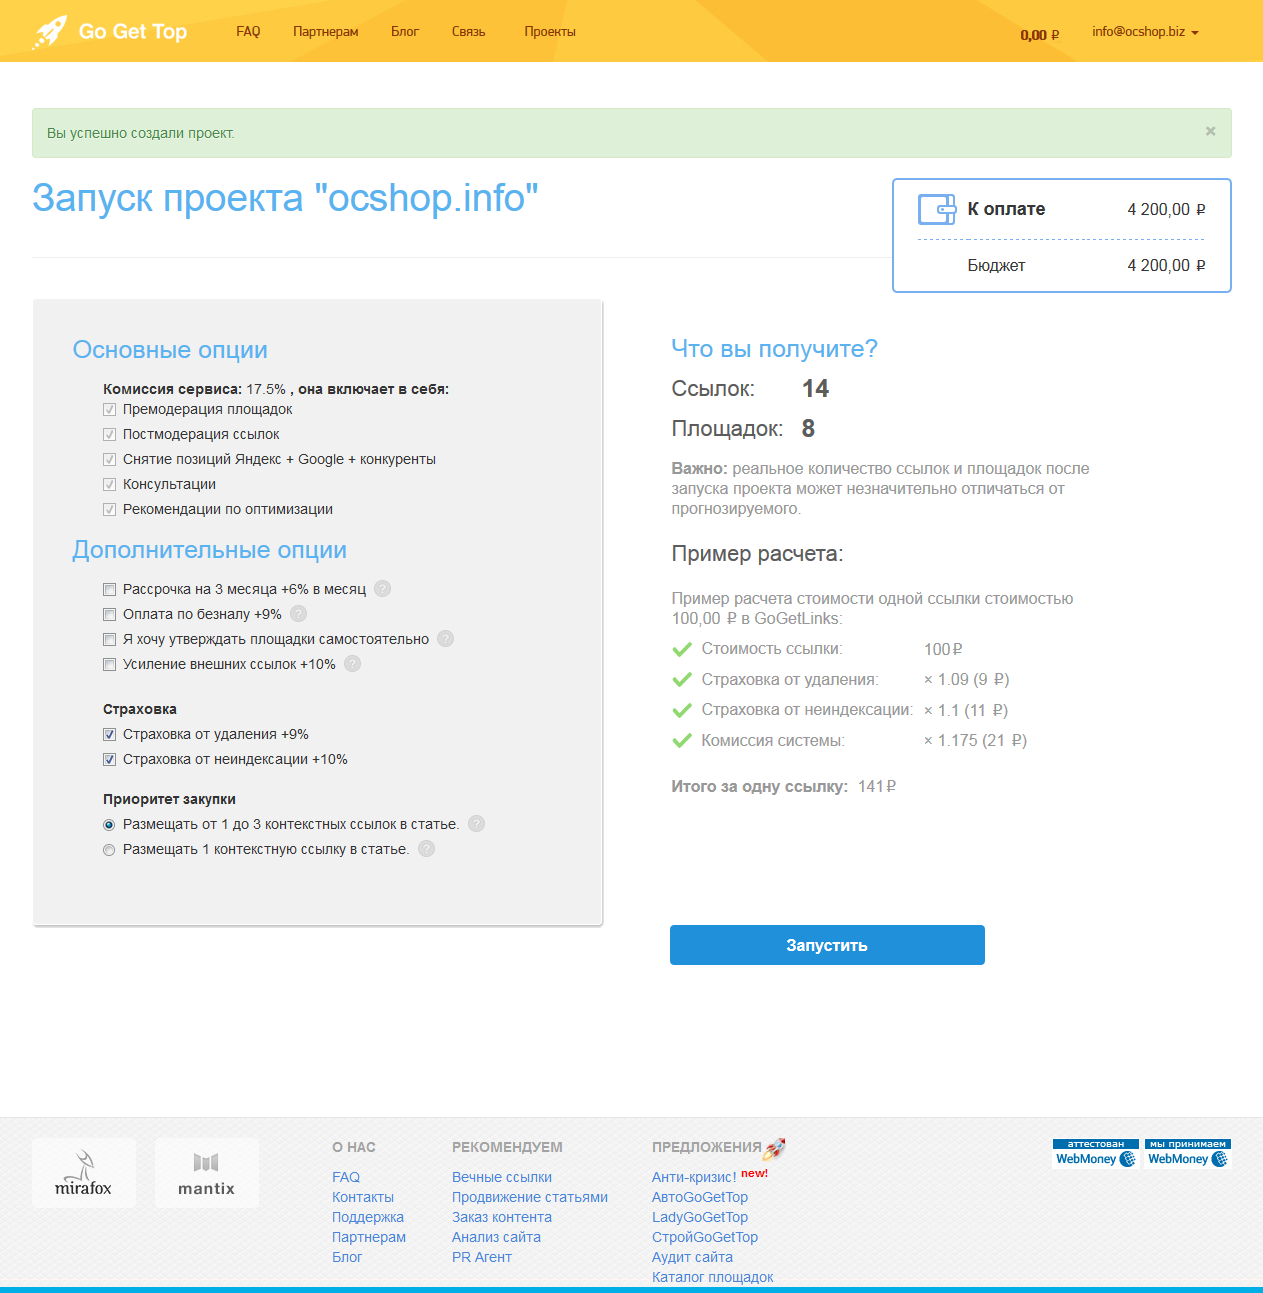 Go Get Top
FAQ Партнерам Блог Связь Проекты
0,00 ₽
info@ocshop.biz
Вы успешно создали проект.
×
Запуск проекта "ocshop.info"
К оплате 4 200,00 ₽
Бюджет 4 200,00 ₽
Основные опции
Комиссия сервиса: 17.5% , она включает в себя:
Премодерация площадок
Постмодерация ссылок
Снятие позиций Яндекс + Google + конкуренты
Консультации
Рекомендации по оптимизации
Дополнительные опции
Рассрочка на 3 месяца +6% в месяц ?
Оплата по безналу +9% ?
Я хочу утверждать площадки самостоятельно ?
Усиление внешних ссылок +10% ?
Страховка
Страховка от удаления +9%
Страховка от неиндексации +10%
Приоритет закупки
Размещать от 1 до 3 контекстных ссылок в статье. ?
Размещать 1 контекстную ссылку в статье. ?
Что вы получите?
Ссылок: 14
Площадок: 8
Важно: реальное количество ссылок и площадок после
запуска проекта может незначительно отличаться от
прогнозируемого.
Пример расчета:
Пример расчета стоимости одной ссылки стоимостью
100,00 ₽ в GoGetLinks:
Стоимость ссылки: 100₽
Страховка от удаления: × 1.09 (9 ₽)
Страховка от неиндексации: × 1.1 (11 ₽)
Комиссия системы: × 1.175 (21 ₽)
Итого за одну ссылку: 141₽
Запустить
mirafox
mantix
О НАС
FAQ
Контакты
Поддержка
Партнерам
Блог
РЕКОМЕНДУЕМ
Вечные ссылки
Продвижение статьями
Заказ контента
Анализ сайта
PR Агент
ПРЕДЛОЖЕНИЯ
Анти-кризис! new!
АвтоGoGetTop
LadyGoGetTop
СтройGoGetTop
Аудит сайта
Каталог площадок
аттестован
WebMoney
мы принимаем
WebMoney